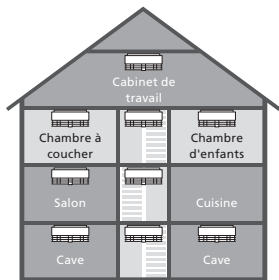 Cabinet de
travail
Chambre à
coucher
Chambre
d'enfants
Salon
Cuisine
Cave
Cave